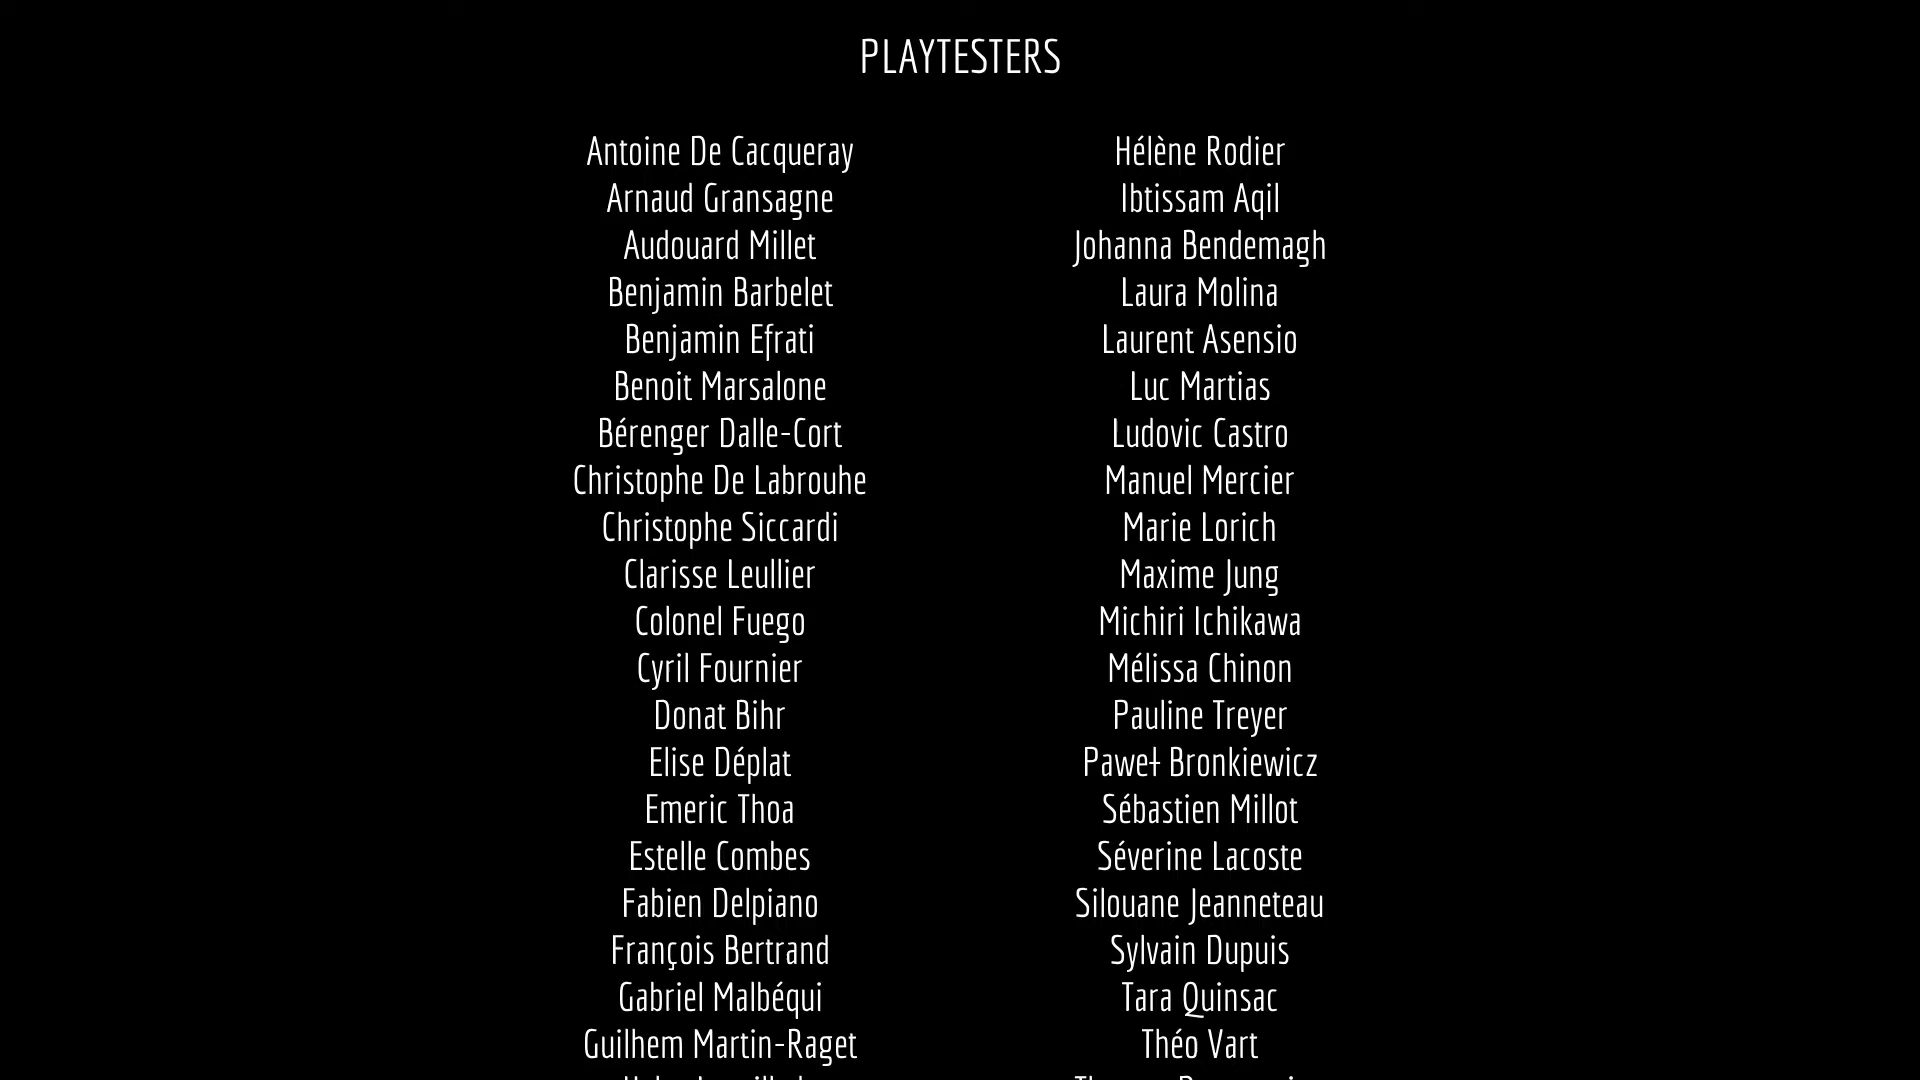 PLAYTESTERS
Antoine De Cacqueray
Arnaud Gransagne
Audouard Millet
Benjamin Barbelet
Benjamin Efrati
Benoit Marsalone
Bérenger Dalle-Cort
Christophe De Labrouhe
Christophe Siccardi
Clarisse Leullier
Colonel Fuego
Cyril Fournier
Donat Bihr
Elise Déplat
Emeric Thoa
Estelle Combes
Fabien Delpiano
François Bertrand
Gabriel Malbéqui
Guilhem Martin-Raget
Hélène Rodier
Ibtissam Aqil
Johanna Bendemagh
Laura Molina
Laurent Asensio
Luc Martias
Ludovic Castro
Manuel Mercier
Marie Lorich
Maxime Jung
Michiri Ichikawa
Mélissa Chinon
Pauline Treyer
Paweł Bronkiewicz
Sébastien Millot
Séverine Lacoste
Silouane Jeanneteau
Sylvain Dupuis
Tara Quinsac
Théo Vart